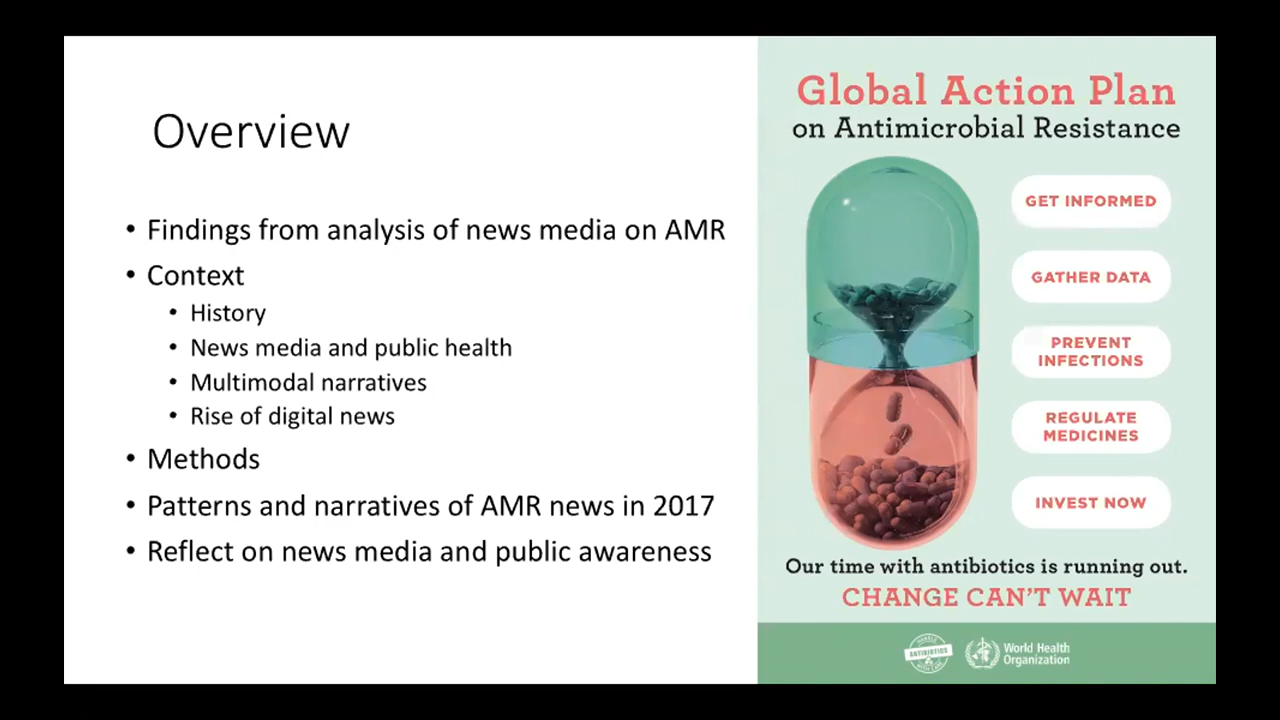 Overview
• Findings from analysis of news media on AMR
• Context
• History
• News media and public health
• Multimodal narratives
• Rise of digital news
• Methods
• Patterns and narratives of AMR news in 2017
• Reflect on news media and public awareness
Global Action Plan
on Antimicrobial Resistance
GET INFORMED
GATHER DATA
PREVENT
INFECTIONS
REGULATE
MEDICINES
INVEST NOW
Our time with antibiotics is running out.
CHANGE CAN'T WAIT
ANTIBIOTICS
World Health
Organization